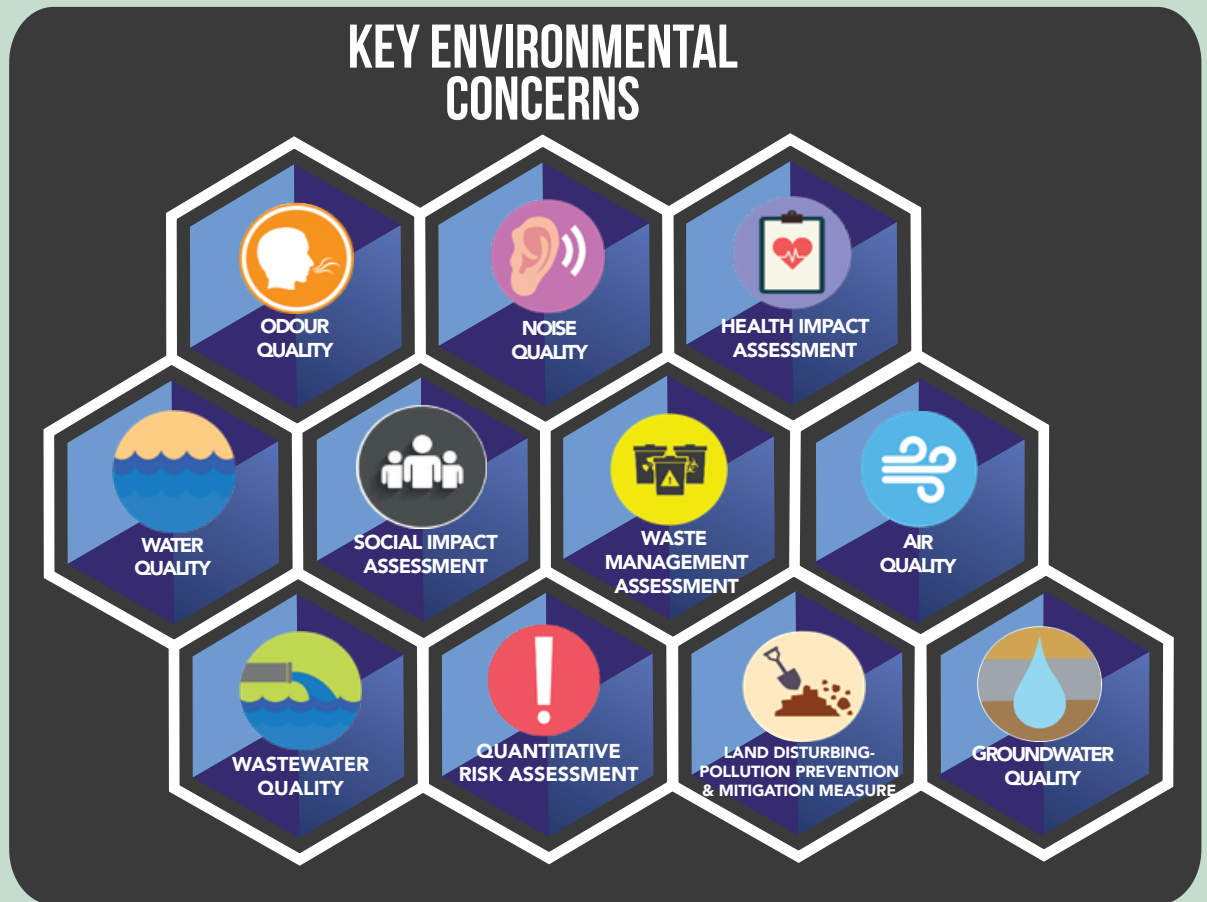 KEY ENVIRONMENTAL
CONCERNS
ODOUR
QUALITY
NOISE
QUALITY
HEALTH IMPACT
ASSESSMENT
WATER
QUALITY
SOCIAL IMPACT
ASSESSMENT
WASTE
MANAGEMENT
ASSESSMENT
AIR
QUALITY
WASTEWATER
QUALITY
QUANTITATIVE
RISK ASSESSMENT
LAND DISTURBING-
POLLUTION PREVENTION
& MITIGATION MEASURE
GROUNDWATER
QUALITY